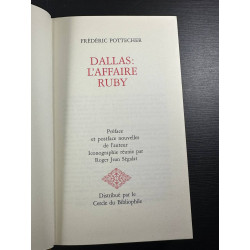 FRÉDÉRIC POTTECHER
DALLAS:
L'AFFAIRE
RUBY
Préface
et postface nouvelles
de l'auteur
Iconographie réunie par
Roger Jean Ségalat
Distribué par le
Cercle du Bibliophile